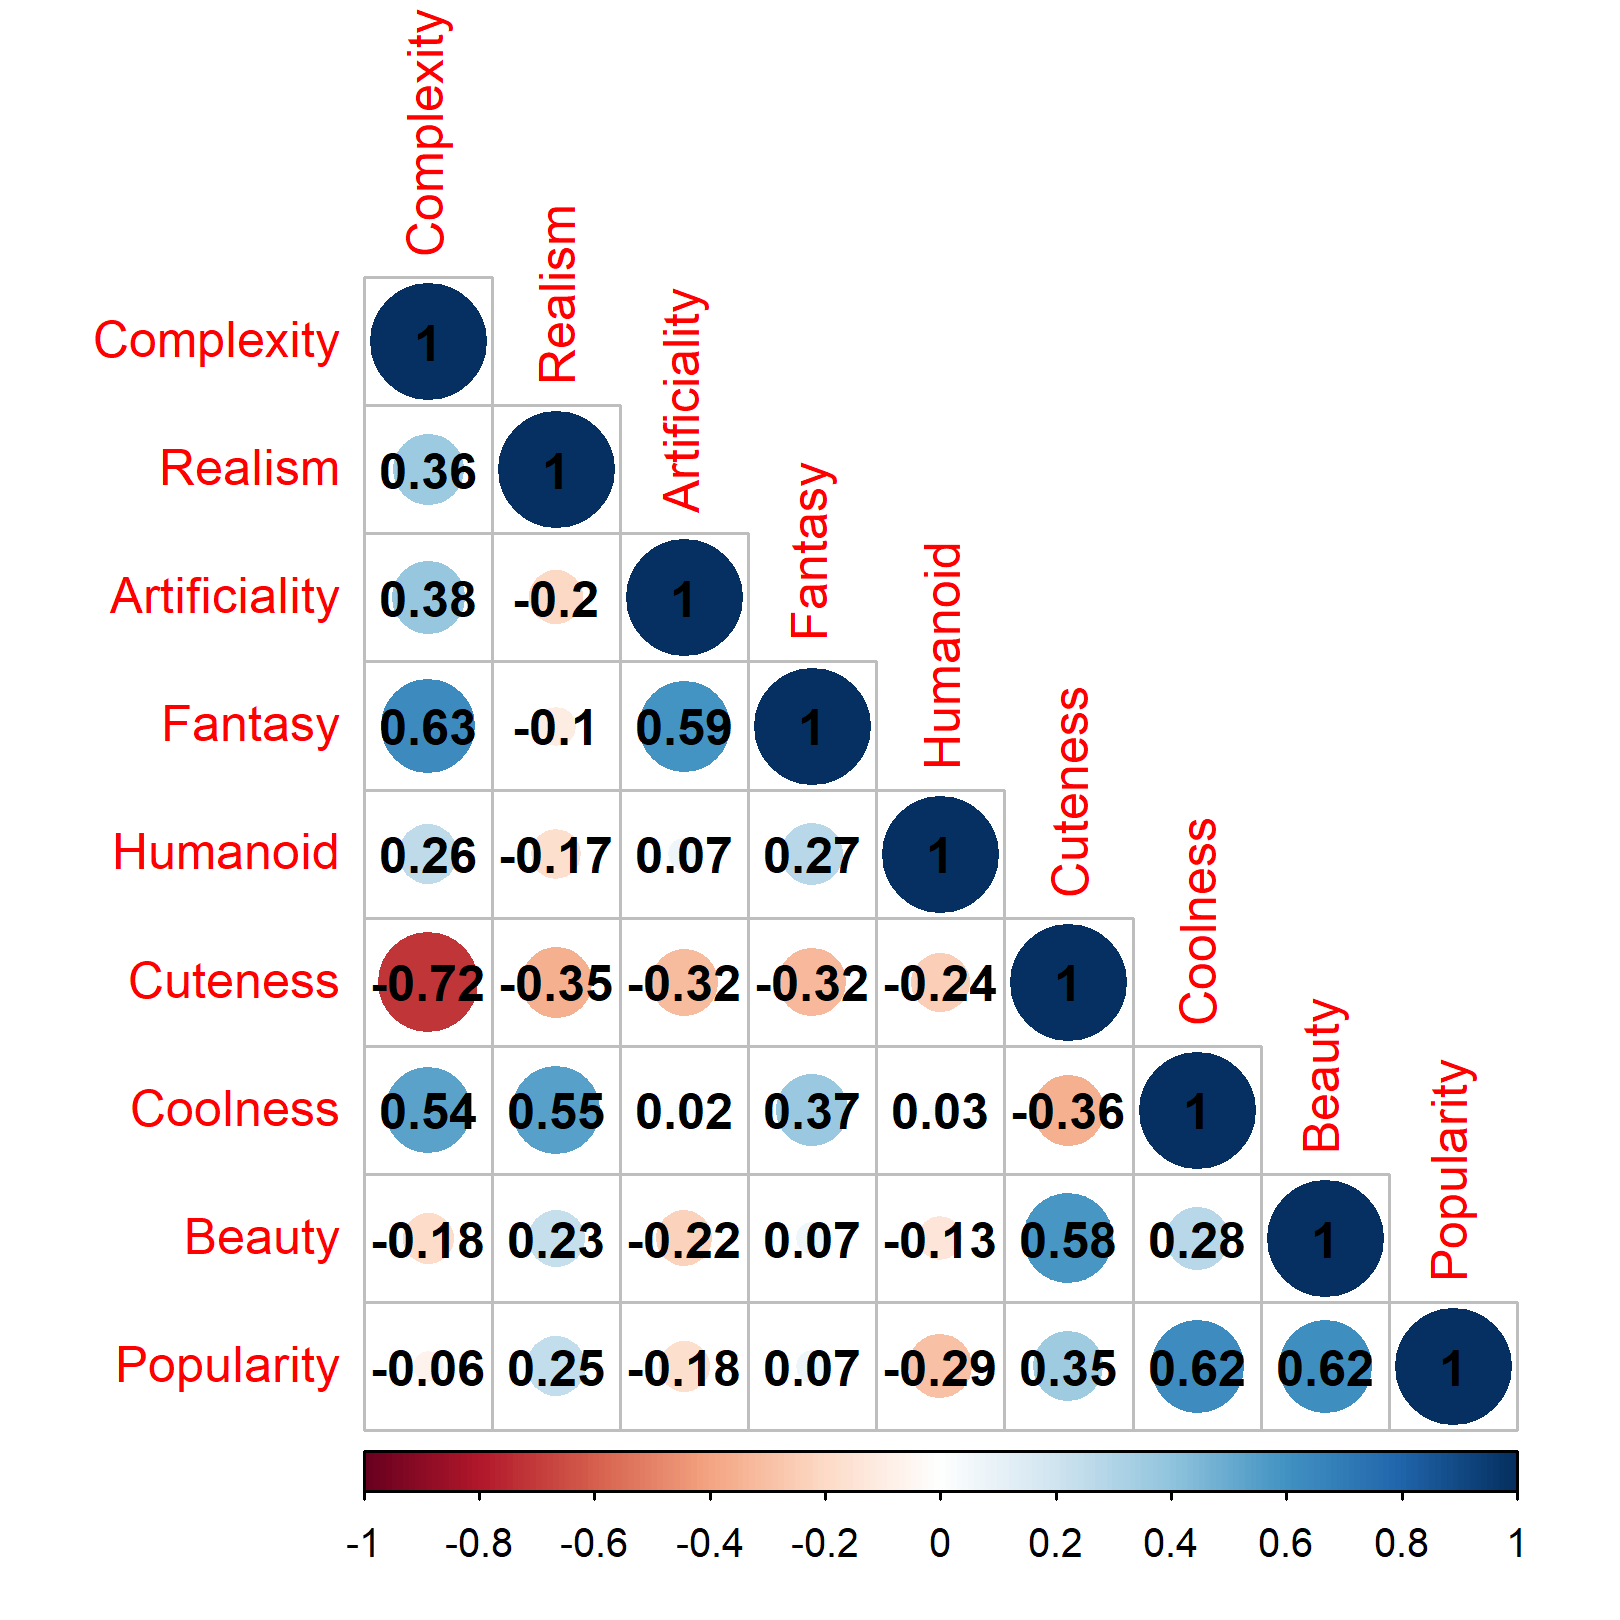 Complexity
Realism
Artificiality
Fantasy
Humanoid
Cuteness
Coolness
Beauty
Popularity
Complexity 1
Realism 0.36 1
Artificiality 0.38 -0.2 1
Fantasy 0.63 -0.1 0.59 1
Humanoid 0.26 -0.17 0.07 0.27 1
Cuteness -0.72 -0.35 -0.32 -0.32 -0.24 1
Coolness 0.54 0.55 0.02 0.37 0.03 -0.36 1
Beauty -0.18 0.23 -0.22 0.07 -0.13 0.58 0.28 1
Popularity -0.06 0.25 -0.18 0.07 -0.29 0.35 0.62 0.62 1
-1 -0.8 -0.6 -0.4 -0.2 0 0.2 0.4 0.6 0.8 1